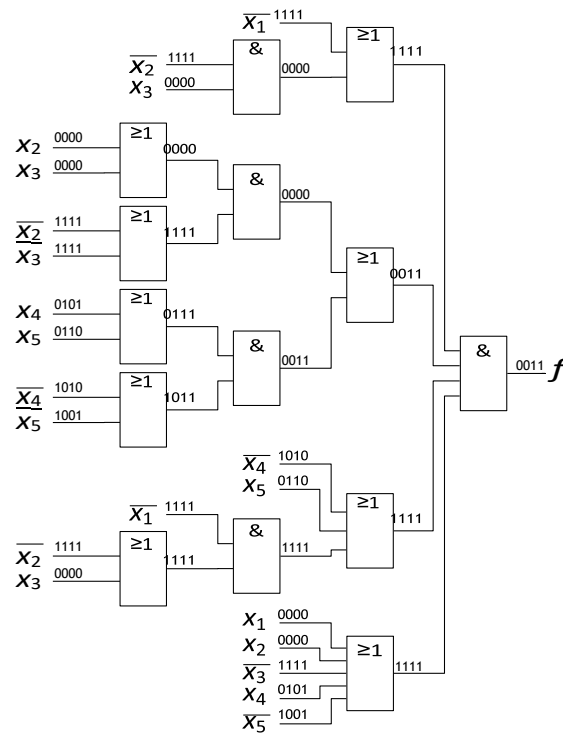 x̅₁ 1111
≥1
1111
&
x̅₂ 1111
x₃ 0000
0000
x₂ 0000
x₃ 0000
≥1
0000
&
0000
x̅₂ 1111
x̅₃ 1111
≥1
1111
≥1
0011
x₄ 0101
x₅ 0110
≥1
0111
&
0011
&
0011 f
x̅₄ 1010
x̅₅ 1001
≥1
1011
x̅₄ 1010
x₅ 0110
≥1
1111
x̅₁ 1111
&
1111
x̅₂ 1111
x₃ 0000
≥1
1111
x₁ 0000
x₂ 0000
x̅₃ 1111
x₄ 0101
x̅₅ 1001
≥1
1111